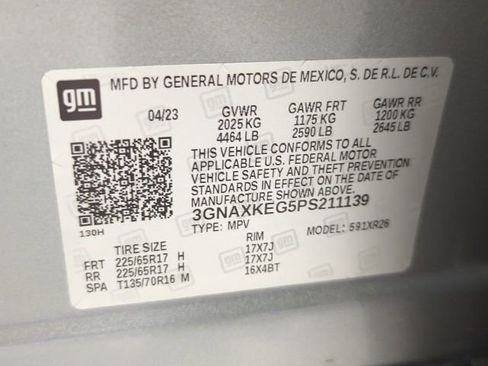 gm
MFD BY GENERAL MOTORS DE MEXICO, S. DE R.L. DE C.V.
04/23 GVWR GAWR FRT GAWR RR
2025 KG 1175 KG 1200 KG
4464 LB 2590 LB 2645 LB
THIS VEHICLE CONFORMS TO ALL
APPLICABLE U.S. FEDERAL MOTOR
VEHICLE SAFETY AND THEFT PREVENTION
STANDARDS IN EFFECT ON THE DATE OF
MANUFACTURE SHOWN ABOVE.
3GNAXKEG5PS211139
130H
TYPE: MPV MODEL: 591XR26
TIRE SIZE RIM
FRT 225/65R17 H 17X7J
RR 225/65R17 H 17X7J
SPA T135/70R16 M 16X4BT